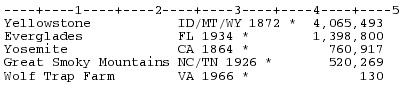 ----+----1----+----2----+----3----+----4----+----5
Yellowstone           ID/MT/WY 1872 *  4,065,493
Everglades            FL 1934 *        1,398,800
Yosemite              CA 1864 *          760,917
Great Smoky Mountains NC/TN 1926 *       520,269
Wolf Trap Farm        VA 1966 *              130